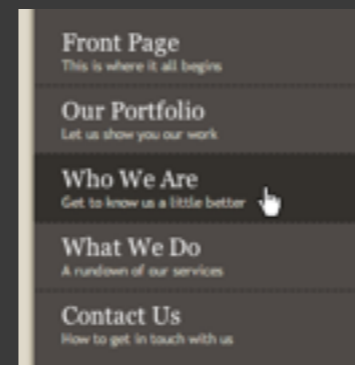 Front Page
This is where it all begins
Our Portfolio
Let us show you our work
Who We Are
Get to know us a little better
What We Do
A rundown of our services
Contact Us
How to get in touch with us